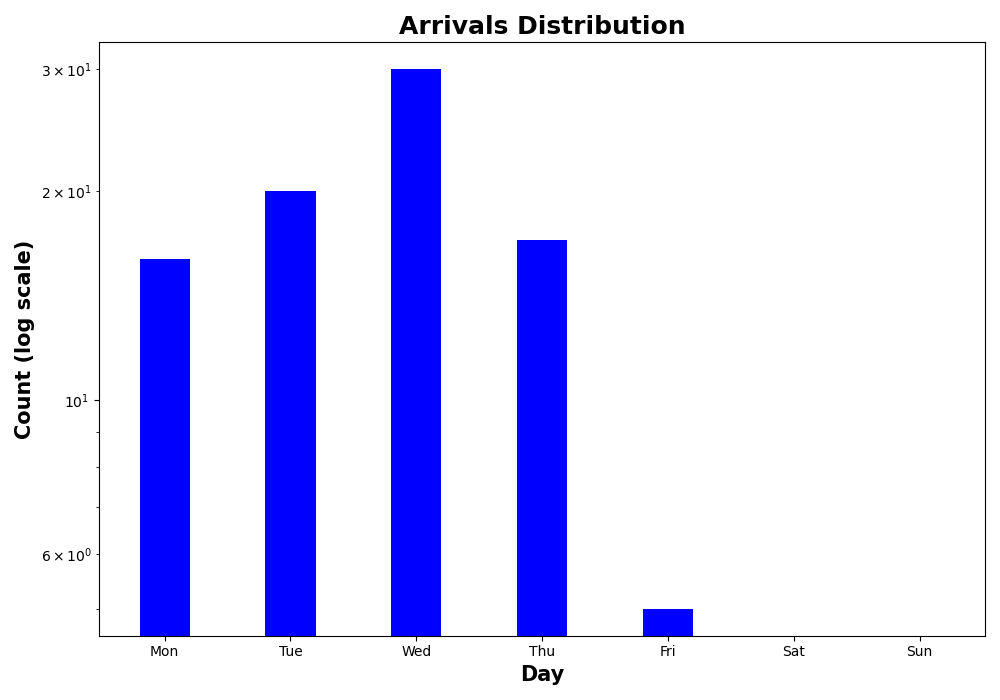 Arrivals Distribution
3 × 10¹
2 × 10¹
10¹
6 × 10⁰
Count (log scale)
Mon Tue Wed Thu Fri Sat Sun
Day